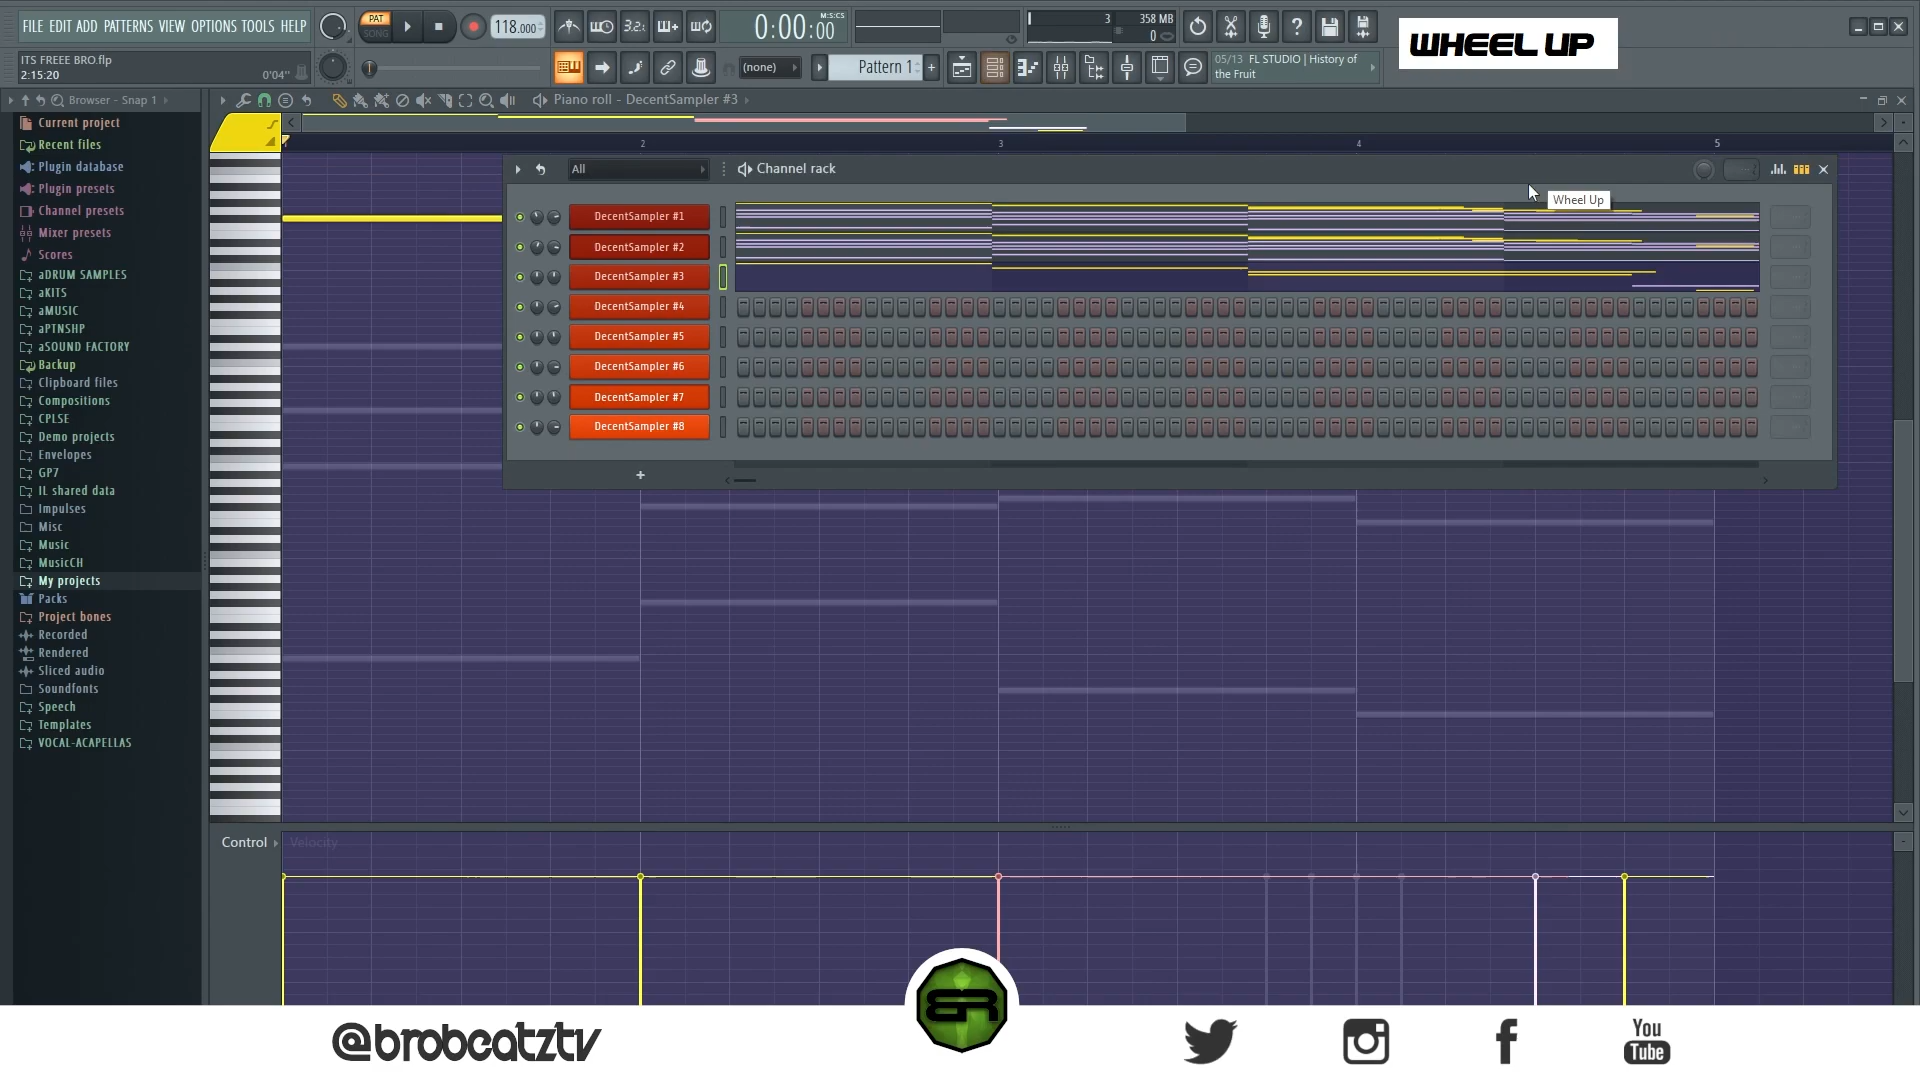 FILE EDIT ADD PATTERNS VIEW OPTIONS TOOLS HELP
PAT
SONG
118.000
3.2:
0:00:00
M:S:CS
3
358 MB
0
WHEEL UP
ITS FREEE BRO.flp
2:15:20
0'04"
(none)
Pattern 1
+
05/13 FL STUDIO | History of
the Fruit
Browser - Snap 1
Piano roll - DecentSampler #3
Current project
Recent files
Plugin database
Plugin presets
Channel presets
Mixer presets
Scores
aDRUM SAMPLES
aKITS
aMUSIC
aPTNSHP
aSOUND FACTORY
Backup
Clipboard files
Compositions
CPLSE
Demo projects
Envelopes
GP7
IL shared data
Impulses
Misc
Music
MusicCH
My projects
Packs
Project bones
Recorded
Rendered
Sliced audio
Soundfonts
Speech
Templates
VOCAL-ACAPELLAS
2
3
4
5
All
Channel rack
Wheel Up
DecentSampler #1
DecentSampler #2
DecentSampler #3
DecentSampler #4
DecentSampler #5
DecentSampler #6
DecentSampler #7
DecentSampler #8
+
Control
Velocity
@brobeatztv
BR
You
Tube